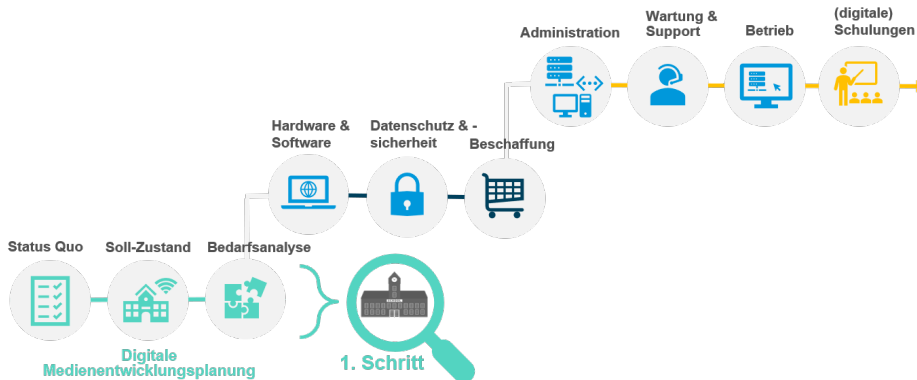 Administration
Wartung &
Support
Betrieb
(digitale)
Schulungen
Hardware &
Software
Datenschutz & -
sicherheit
Beschaffung
Status Quo
Soll-Zustand
Bedarfsanalyse
Digitale
Medienentwicklungsplanung
1. Schritt